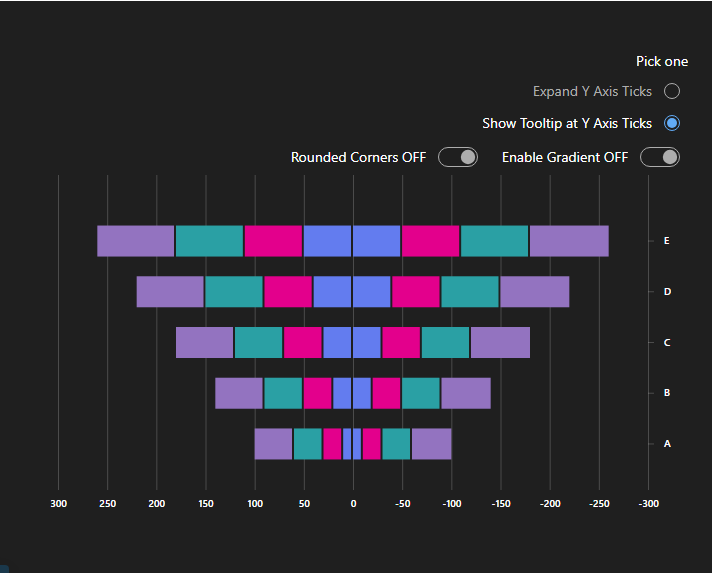 Pick one
Expand Y Axis Ticks
Show Tooltip at Y Axis Ticks
Rounded Corners OFF Enable Gradient OFF
E
D
C
B
A
300 250 200 150 100 50 0 -50 -100 -150 -200 -250 -300